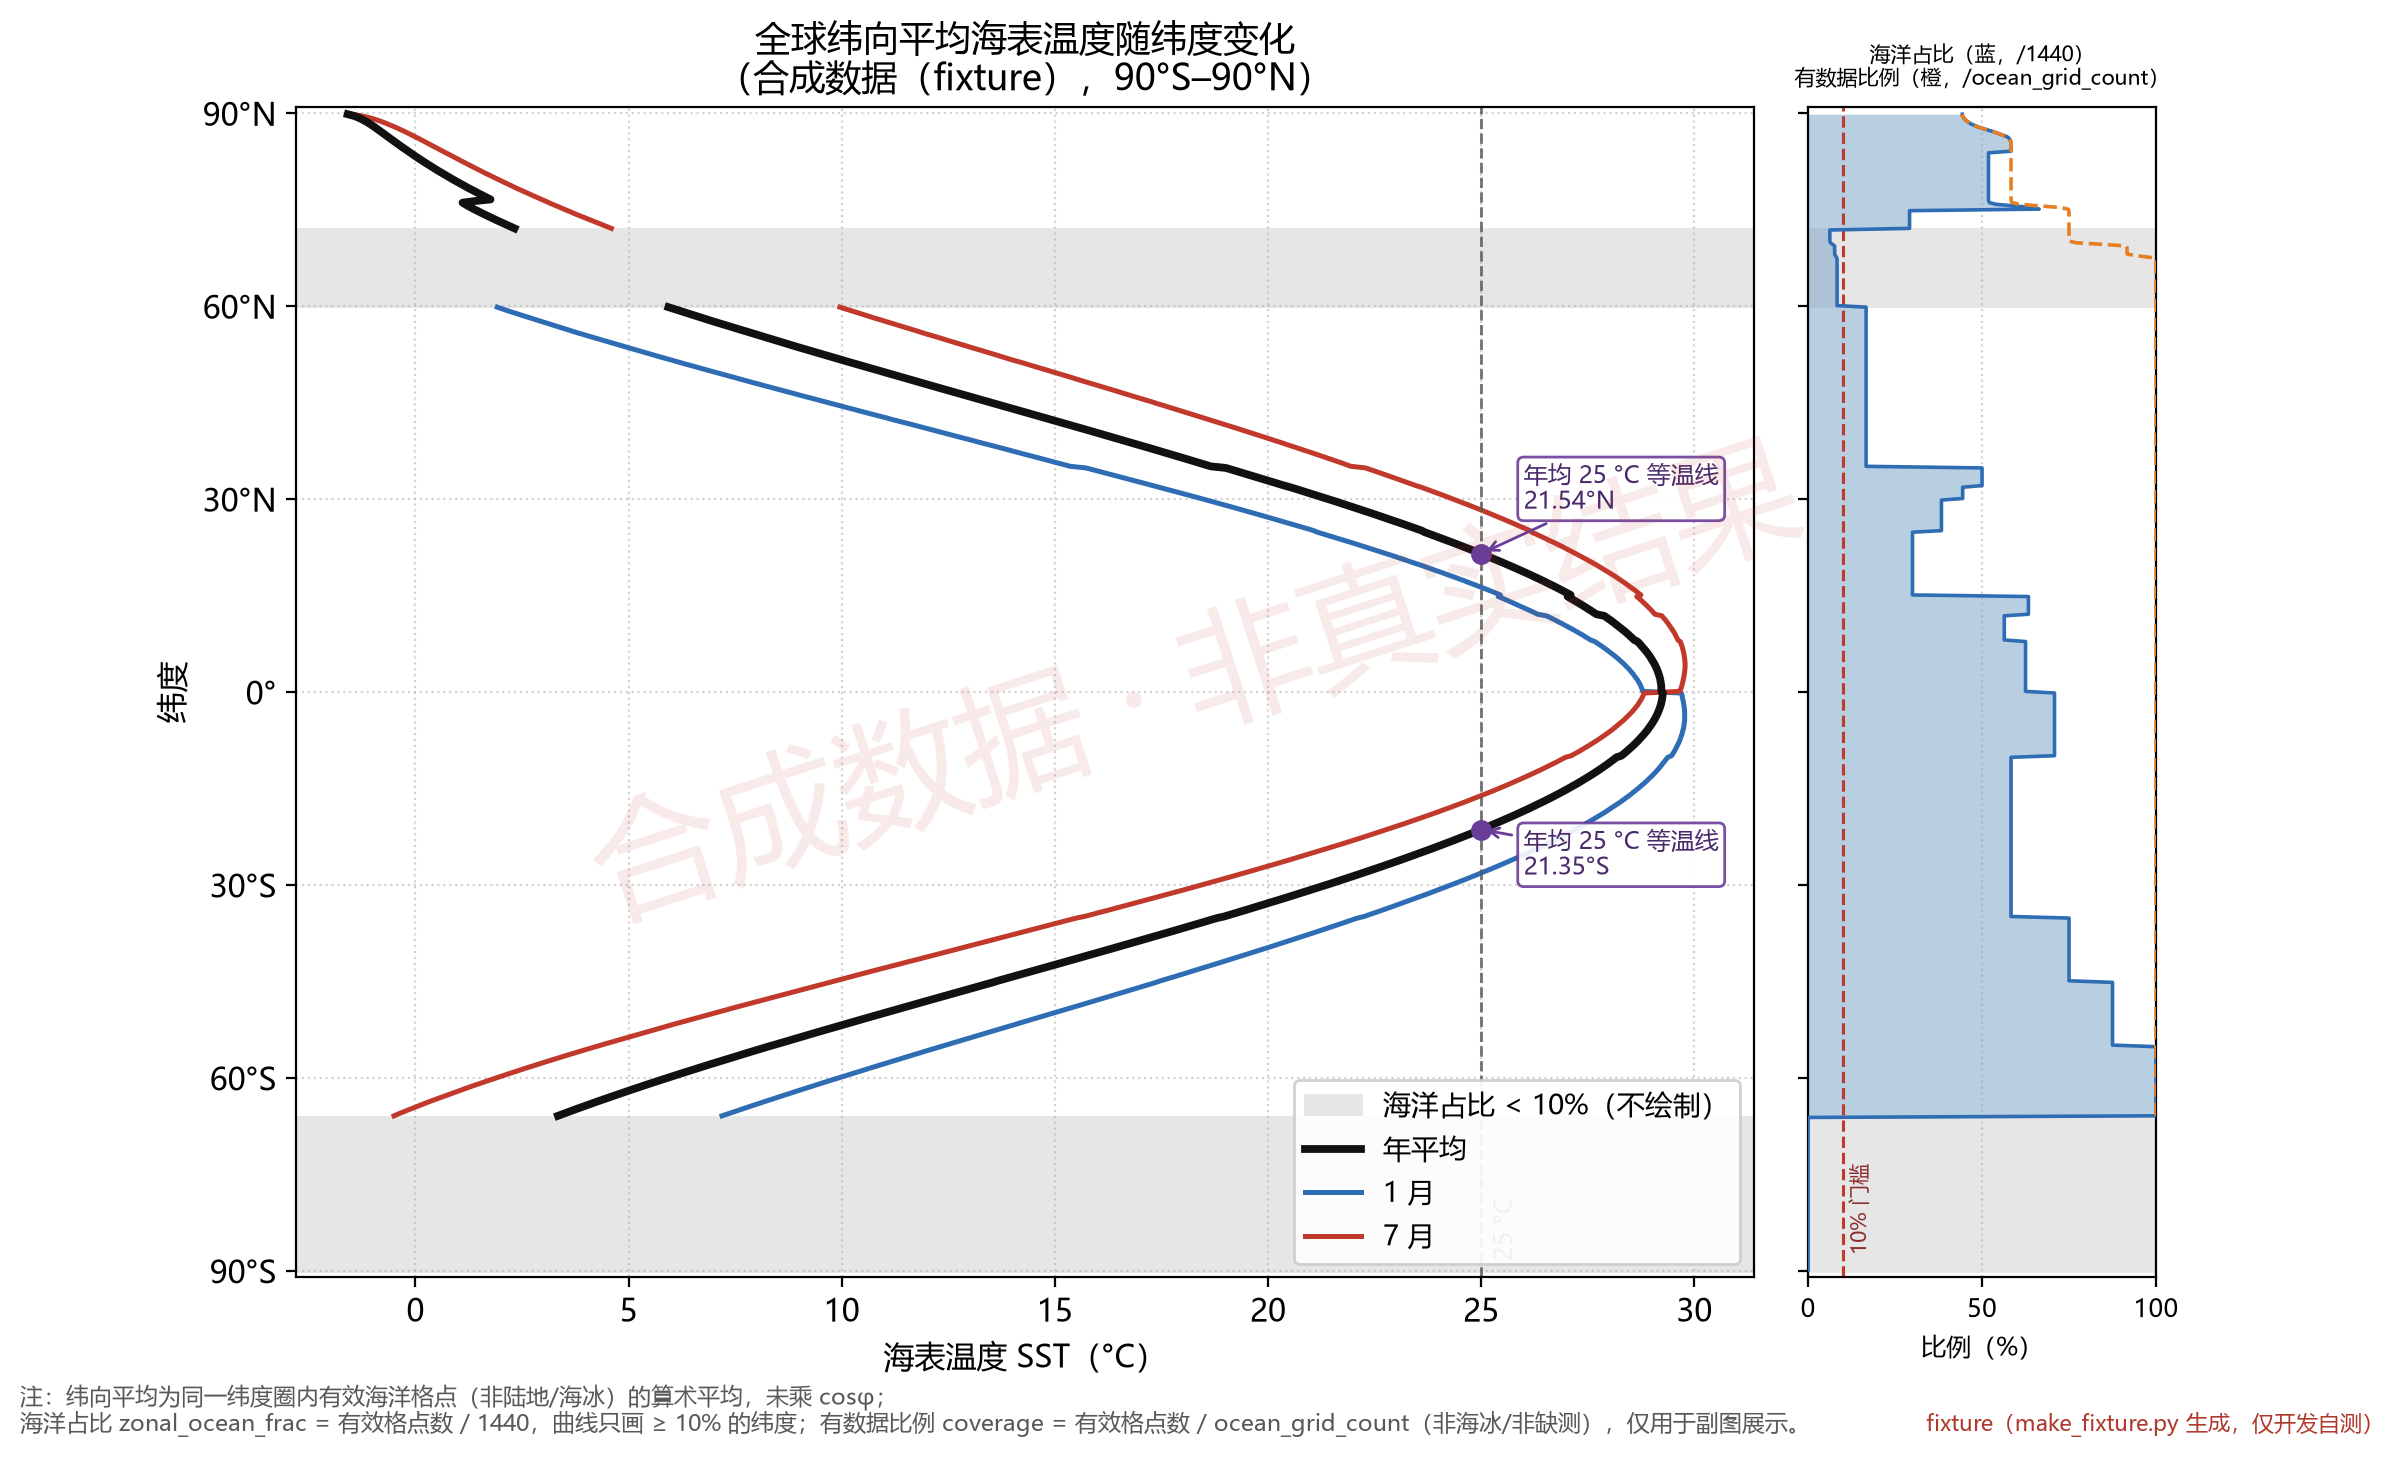 全球纬向平均海表温度随纬度变化
（合成数据（fixture），90°S–90°N）
海洋占比（蓝，/1440）
有数据比例（橙，/ocean_grid_count）
90°N
60°N
30°N
0°
30°S
60°S
90°S
纬度
年均 25 °C 等温线
21.54°N
年均 25 °C 等温线
21.35°S
合成数据 · 非真实结果
海洋占比 < 10%（不绘制）
年平均
1 月
7 月
25 °C
10% 门槛
0 5 10 15 20 25 30
海表温度 SST（°C）
0 50 100
比例（%）
注：纬向平均为同一纬度圈内有效海洋格点（非陆地/海冰）的算术平均，未乘 cosφ；
海洋占比 zonal_ocean_frac = 有效格点数 / 1440，曲线只画 ≥ 10% 的纬度；有数据比例 coverage = 有效格点数 / ocean_grid_count（非海冰/非缺测），仅用于副图展示。
fixture（make_fixture.py 生成，仅开发自测）